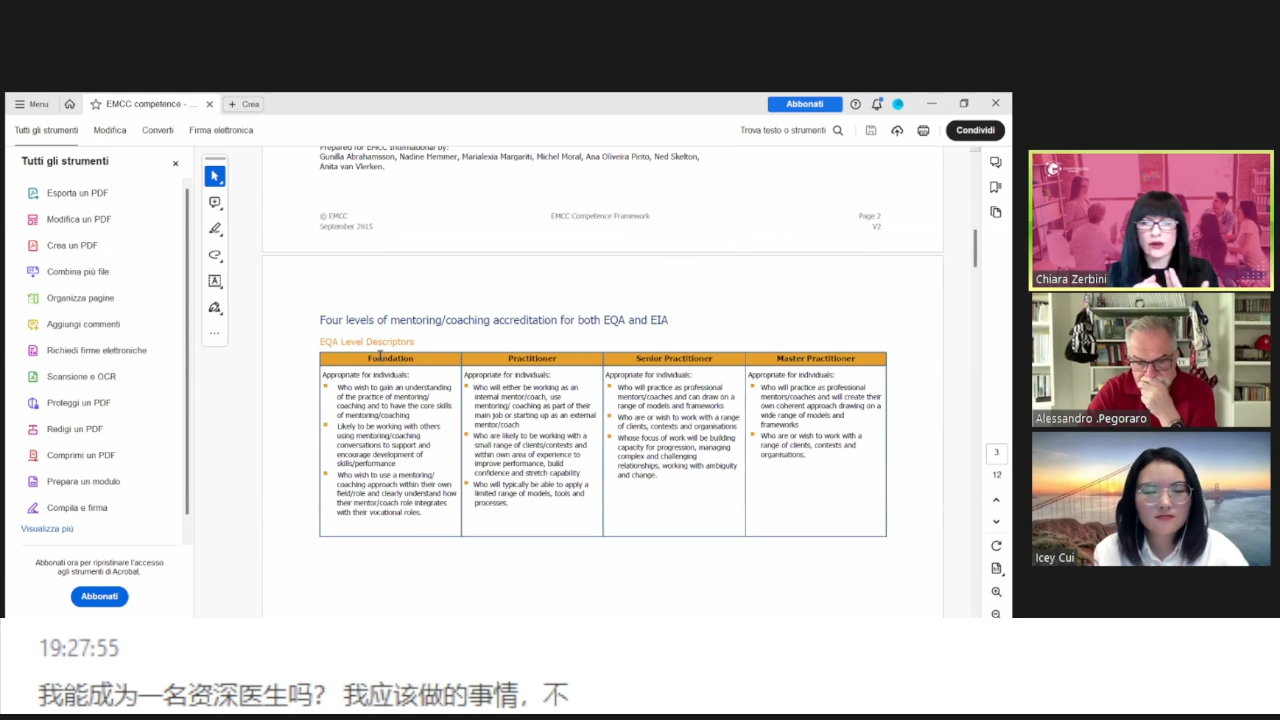 Menu
EMCC competence - ...
Crea
Abbonati
Tutti gli strumenti
Modifica
Converti
Firma elettronica
Trova testo o strumenti
Condividi
Tutti gli strumenti
Esporta un PDF
Modifica un PDF
Crea un PDF
Combina più file
Organizza pagine
Aggiungi commenti
Richiedi firme elettroniche
Scansione e OCR
Proteggi un PDF
Redigi un PDF
Comprimi un PDF
Prepara un modulo
Compila e firma
Visualizza più
Abbonati ora per ripristinare l'accesso
agli strumenti di Acrobat.
Abbonati
Prepared for EMCC International by:
Gunilla Abrahamsson, Nadine Hemmer, Marialexia Margariti, Michel Moral, Ana Oliveira Pinto, Ned Skelton,
Anita van Vlerken.
© EMCC
September 2015
EMCC Competence Framework
Page 2
V2
Four levels of mentoring/coaching accreditation for both EQA and EIA
EQA Level Descriptors
Foundation
Appropriate for individuals:
Who wish to gain an understanding
of the practice of mentoring/
coaching and to have the core skills
of mentoring/coaching
Likely to be working with others
using mentoring/coaching
conversations to support and
encourage development of
skills/performance
Who wish to use a mentoring/
coaching approach within their own
field/role and clearly understand how
their mentor/coach role integrates
with their vocational roles.
Practitioner
Appropriate for individuals:
Who will either be working as an
internal mentor/coach, use
mentoring/ coaching as part of their
main job or starting up as an external
mentor/coach
Who are likely to be working with a
small range of clients/contexts and
within own area of experience to
improve performance, build
confidence and stretch capability
Who will typically be able to apply a
limited range of models, tools and
processes.
Senior Practitioner
Appropriate for individuals:
Who will practice as professional
mentors/coaches and can draw on a
range of models and frameworks
Who are or wish to work with a range
of clients, contexts and organisations
Whose focus of work will be building
capacity for progression, managing
complex and challenging
relationships, working with ambiguity
and change.
Master Practitioner
Appropriate for individuals:
Who will practice as professional
mentors/coaches and will create their
own coherent approach drawing on a
wide range of models and
frameworks
Who are or wish to work with a
range of clients, contexts and
organisations.
3
12
Chiara Zerbini
Alessandro .Pegoraro
Icey Cui
19:27:55
我能成为一名资深医生吗？ 我应该做的事情，不